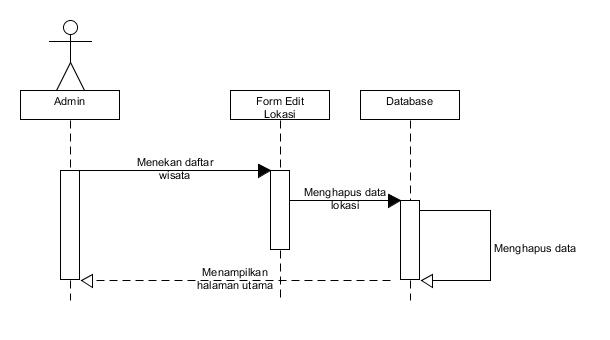 Admin
Form Edit
Lokasi
Database
Menekan daftar
wisata
Menghapus data
lokasi
Menghapus data
Menampilkan
halaman utama